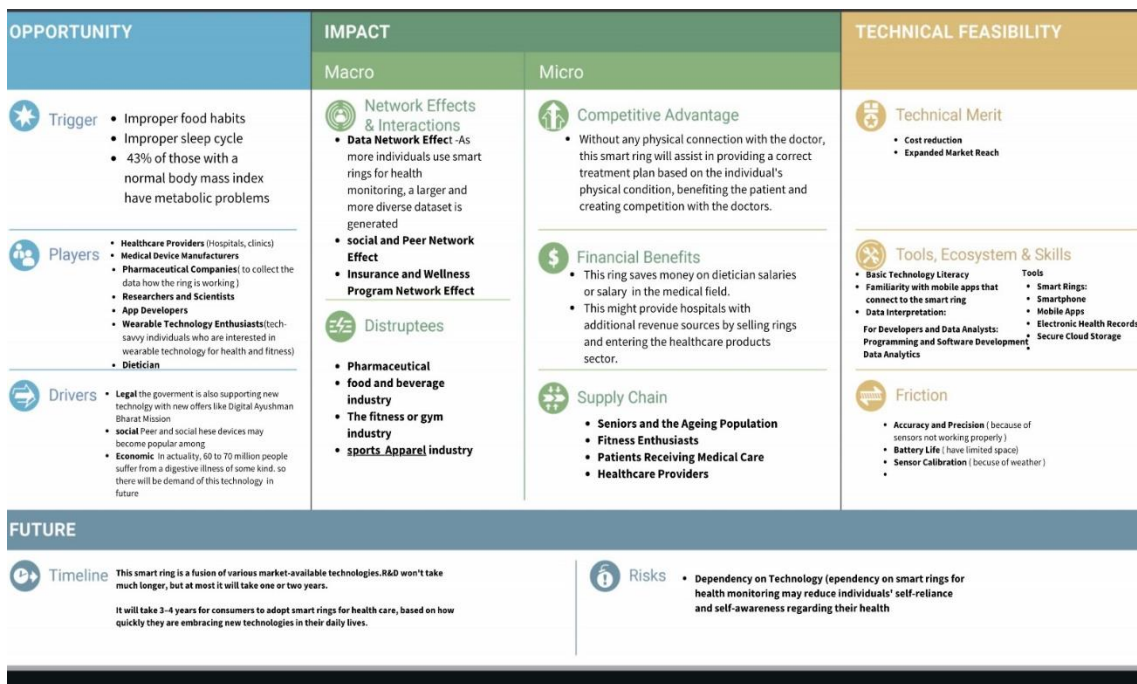 OPPORTUNITY
IMPACT
TECHNICAL FEASIBILITY
Macro
Micro
Trigger
• Improper food habits
• Improper sleep cycle
• 43% of those with a
normal body mass index
have metabolic problems
Players
• Healthcare Providers (Hospitals, clinics)
• Medical Device Manufacturers
• Pharmaceutical Companies( to collect the
data how the ring is working )
• Researchers and Scientists
• App Developers
• Wearable Technology Enthusiasts(tech-
savvy individuals who are interested in
wearable technology for health and fitness)
• Dietician
Drivers
• Legal the goverment is also supporting new
technolgy with new offers like Digital Ayushman
Bharat Mission
• social Peer and social hese devices may
become popular among
• Economic In actuality, 60 to 70 million people
suffer from a digestive illness of some kind. so
there will be demand of this technology in
future
Network Effects
& Interactions
• Data Network Effect -As
more individuals use smart
rings for health
monitoring, a larger and
more diverse dataset is
generated
• social and Peer Network
Effect
• Insurance and Wellness
Program Network Effect
Distruptees
• Pharmaceutical
• food and beverage
industry
• The fitness or gym
industry
• sports Apparel industry
Competitive Advantage
• Without any physical connection with the doctor,
this smart ring will assist in providing a correct
treatment plan based on the individual's
physical condition, benefiting the patient and
creating competition with the doctors.
Financial Benefits
• This ring saves money on dietician salaries
or salary in the medical field.
• This might provide hospitals with
additional revenue sources by selling rings
and entering the healthcare products
sector.
Supply Chain
• Seniors and the Ageing Population
• Fitness Enthusiasts
• Patients Receiving Medical Care
• Healthcare Providers
Technical Merit
• Cost reduction
• Expanded Market Reach
Tools, Ecosystem & Skills
• Basic Technology Literacy
• Familiarity with mobile apps that
connect to the smart ring
• Data Interpretation:
For Developers and Data Analysts:
Programming and Software Development
Data Analytics
Tools
• Smart Rings:
• Smartphone
• Mobile Apps
• Electronic Health Records
• Secure Cloud Storage
•
Friction
• Accuracy and Precision ( because of
sensors not working properly )
• Battery Life ( have limited space)
• Sensor Calibration ( becuse of weather )
•
FUTURE
Timeline
This smart ring is a fusion of various market-available technologies.R&D won't take
much longer, but at most it will take one or two years.
It will take 3–4 years for consumers to adopt smart rings for health care, based on how
quickly they are embracing new technologies in their daily lives.
Risks
• Dependency on Technology (ependency on smart rings for
health monitoring may reduce individuals' self-reliance
and self-awareness regarding their health